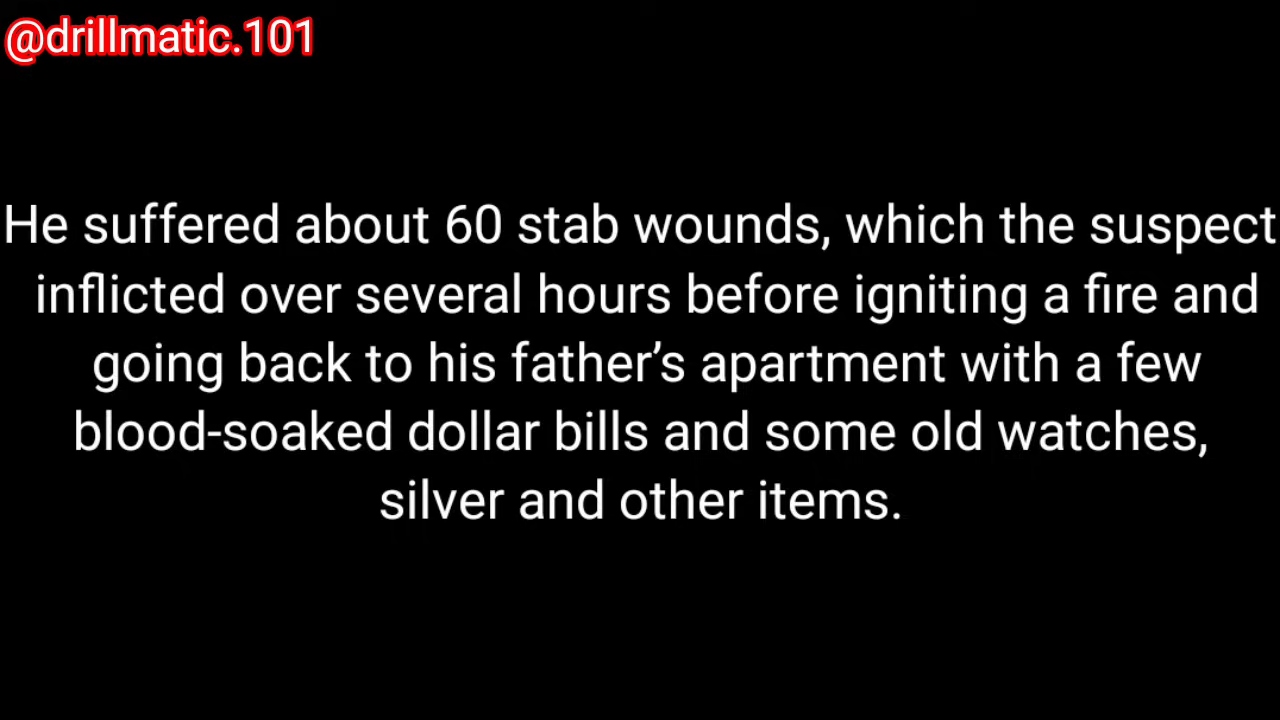 @drillmatic.101
He suffered about 60 stab wounds, which the suspect
inflicted over several hours before igniting a fire and
going back to his father’s apartment with a few
blood-soaked dollar bills and some old watches,
silver and other items.